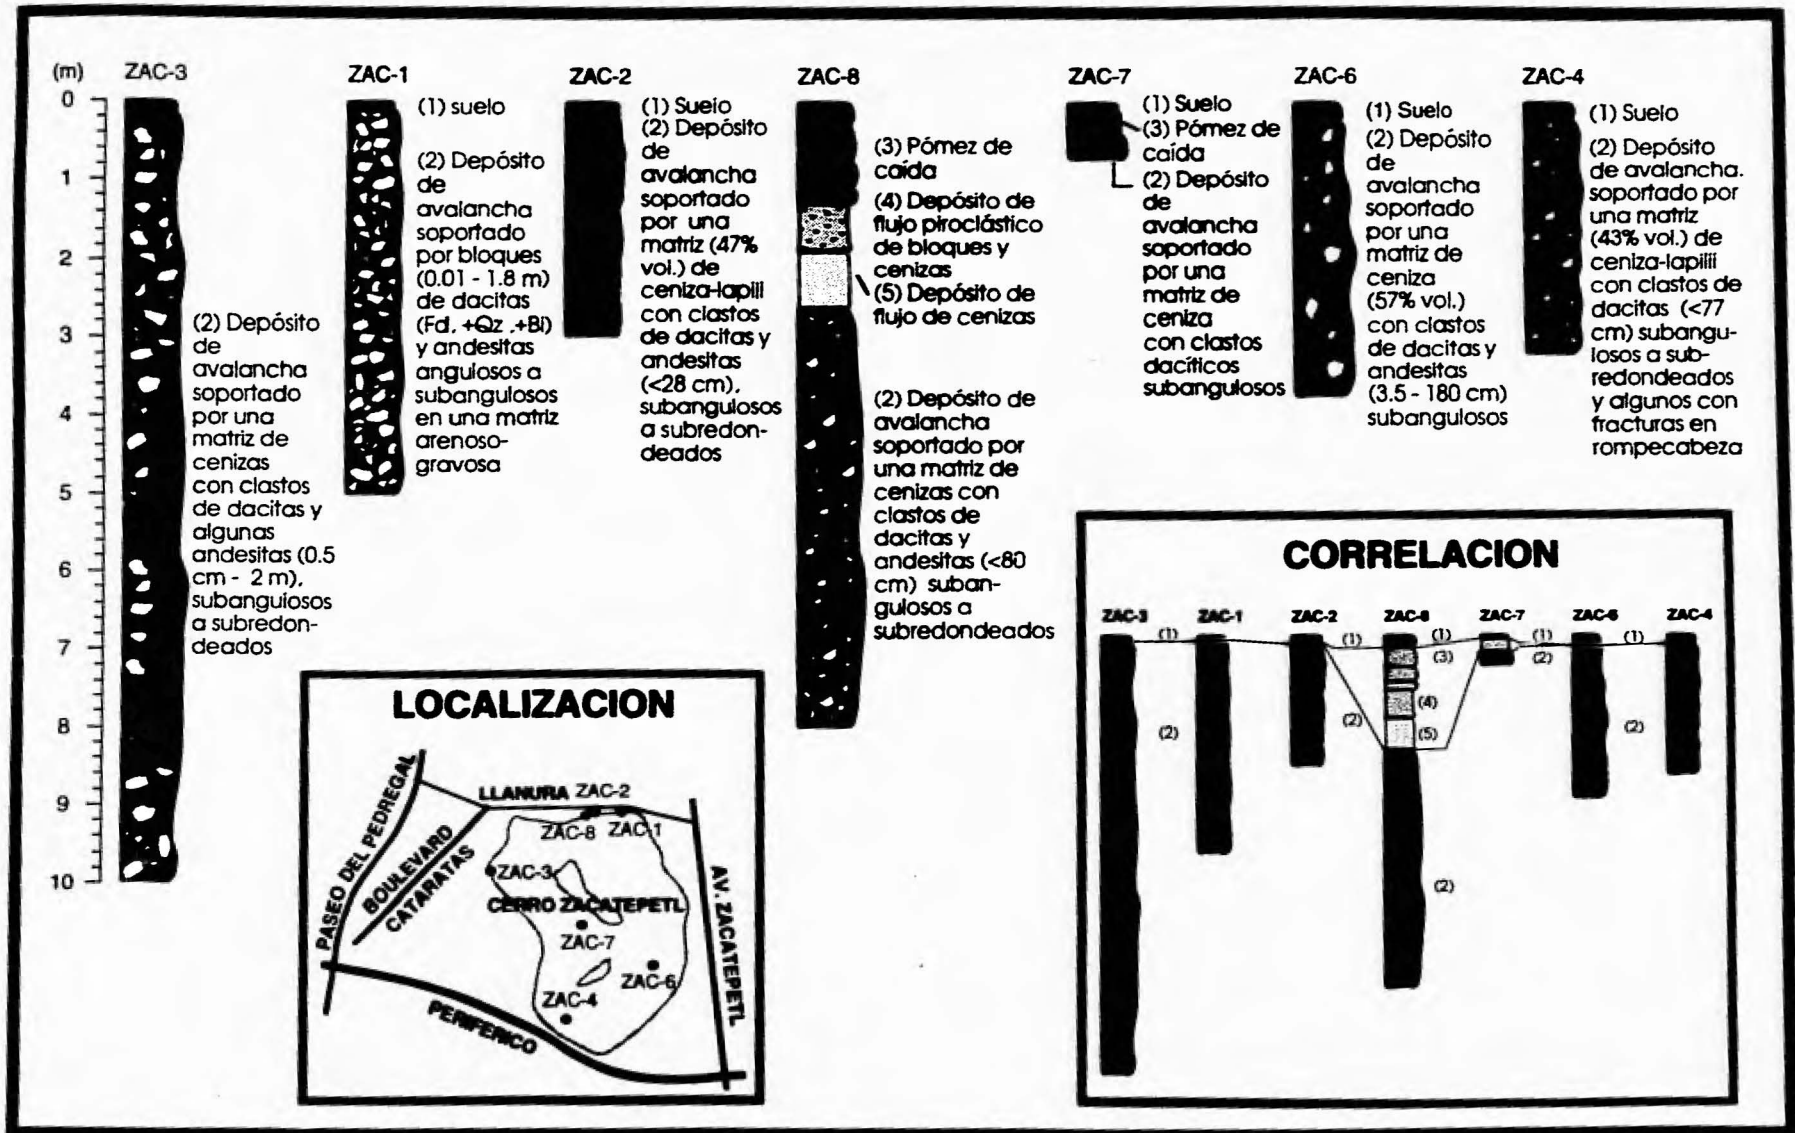 (m)
ZAC-3
0
1
2
3
4
5
6
7
8
9
10
(2) Depósito
de
avalancha
soportado
por una
matriz de
cenizas
con clastos
de dacitas y
algunas
andesitas (0.5
cm - 2 m),
subangulosos
a subredon-
deados
ZAC-1
(1) suelo
(2) Depósito
de
avalancha
soportado
por bloques
(0.01 - 1.8 m)
de dacitas
(Fd. +Qz .+Bi)
y andesitas
angulosos a
subangulosos
en una matriz
arenoso-
gravosa
ZAC-2
(1) Suelo
(2) Depósito
de
avalancha
soportado
por una
matriz (47%
vol.) de
ceniza-lapilli
con clastos
de dacitas y
andesitas
(<28 cm),
subangulosos
a subredon-
deados
ZAC-8
(3) Pómez de
caída
(4) Depósito de
flujo piroclástico
de bloques y
cenizas
(5) Depósito de
flujo de cenizas
(2) Depósito de
avalancha
soportado por
una matriz de
cenizas con
clastos de
dacitas y
andesitas (<80
cm) suban-
gulosos a
subredondeados
ZAC-7
(1) Suelo
(3) Pómez de
caída
(2) Depósito
de
avalancha
soportado
por una
matriz de
ceniza
con clastos
dacíticos
subangulosos
ZAC-6
(1) Suelo
(2) Depósito
de
avalancha
soportado
por una
matriz de
ceniza
(57% vol.)
con clastos
de dacitas y
andesitas
(3.5 - 180 cm)
subangulosos
ZAC-4
(1) Suelo
(2) Depósito
de avalancha.
soportado por
una matriz
(43% vol.) de
ceniza-lapilli
con clastos de
dacitas (<77
cm) subangu-
losos a sub-
redondeados
y algunos con
fracturas en
rompecabeza
LOCALIZACION
PASEO DEL PEDREGAL
BOULEVARD
CATARATAS
LLANURA
ZAC-2
ZAC-8
ZAC-1
ZAC-3
CERRO ZACATEPETL
ZAC-7
ZAC-6
ZAC-4
AV. ZACATEPETL
PERIFERICO
CORRELACION
ZAC-3
ZAC-1
ZAC-2
ZAC-8
ZAC-7
ZAC-6
ZAC-4
(1)
(1)
(1)
(1)
(1)
(3)
(2)
(4)
(2)
(2)
(5)
(2)
(2)